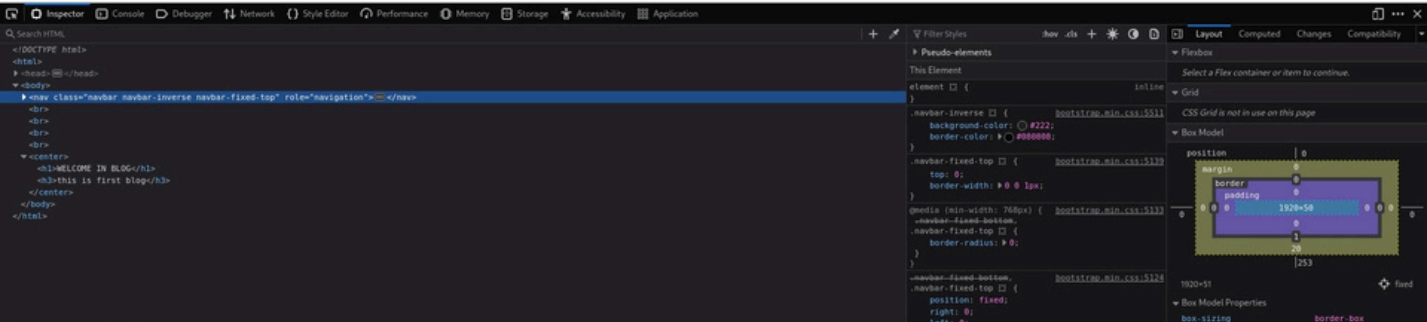 Inspector Console Debugger Network Style Editor Performance Memory Storage Accessibility Application
Search HTML
<!DOCTYPE html>
<html>
<head> </head>
<body>
<nav class="navbar navbar-inverse navbar-fixed-top" role="navigation"> </nav>
<br>
<br>
<br>
<br>
<center>
<h1>WELCOME IN BLOG</h1>
<h3>this is first blog</h3>
</center>
</body>
</html>
Filter Styles :hov .cls
Pseudo-elements
This Element
element { inline
}
.navbar-inverse { bootstrap.min.css:5511
background-color: #222;
border-color: #080808;
}
.navbar-fixed-top { bootstrap.min.css:5139
top: 0;
border-width: 0 0 1px;
}
@media (min-width: 768px) { bootstrap.min.css:5133
.navbar-fixed-bottom,
.navbar-fixed-top {
border-radius: 0;
}
}
.navbar-fixed-bottom, bootstrap.min.css:5124
.navbar-fixed-top {
position: fixed;
right: 0;
left: 0;
Layout Computed Changes Compatibility
Flexbox
Select a Flex container or item to continue.
Grid
CSS Grid is not in use on this page
Box Model
position 0
margin 0
border 0
padding 0
0 0 0 0 1920×50 0 0 0 0
0
1
20
253
1920×51 fixed
Box Model Properties
box-sizing border-box